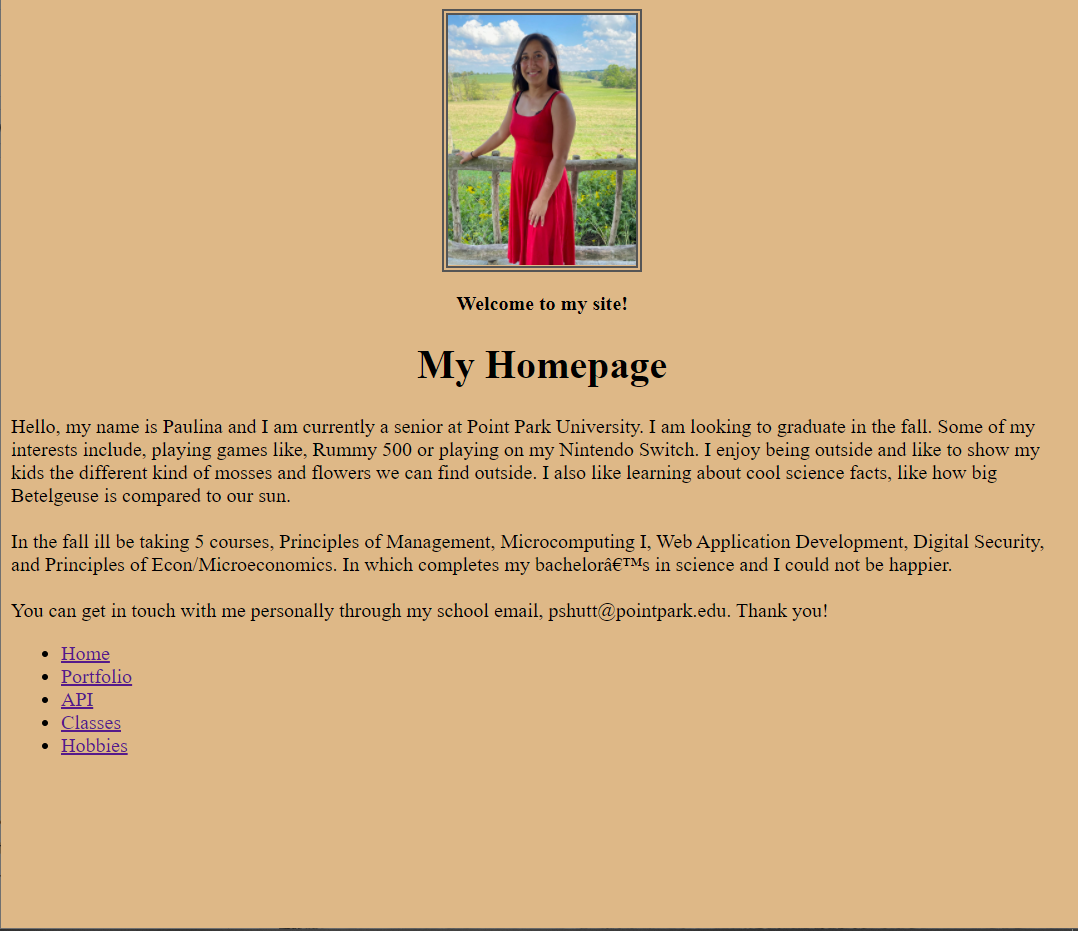 Welcome to my site!
My Homepage
Hello, my name is Paulina and I am currently a senior at Point Park University. I am looking to graduate in the fall. Some of my
interests include, playing games like, Rummy 500 or playing on my Nintendo Switch. I enjoy being outside and like to show my
kids the different kind of mosses and flowers we can find outside. I also like learning about cool science facts, like how big
Betelgeuse is compared to our sun.
In the fall ill be taking 5 courses, Principles of Management, Microcomputing I, Web Application Development, Digital Security,
and Principles of Econ/Microeconomics. In which completes my bachelorâ€™s in science and I could not be happier.
You can get in touch with me personally through my school email, pshutt@pointpark.edu. Thank you!
Home
Portfolio
API
Classes
Hobbies